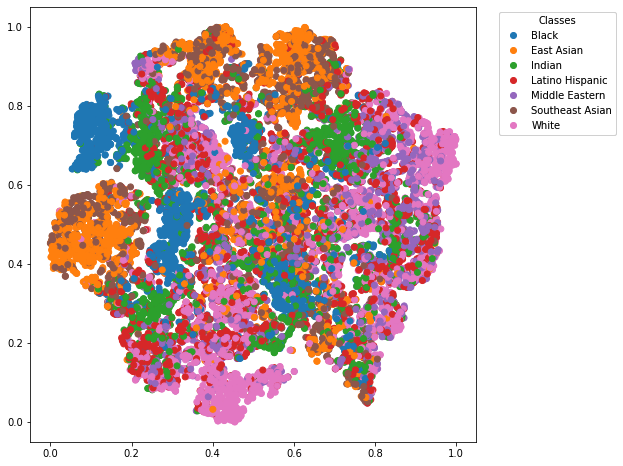 Classes
Black
East Asian
Indian
Latino Hispanic
Middle Eastern
Southeast Asian
White
1.0
0.8
0.6
0.4
0.2
0.0
0.0 0.2 0.4 0.6 0.8 1.0